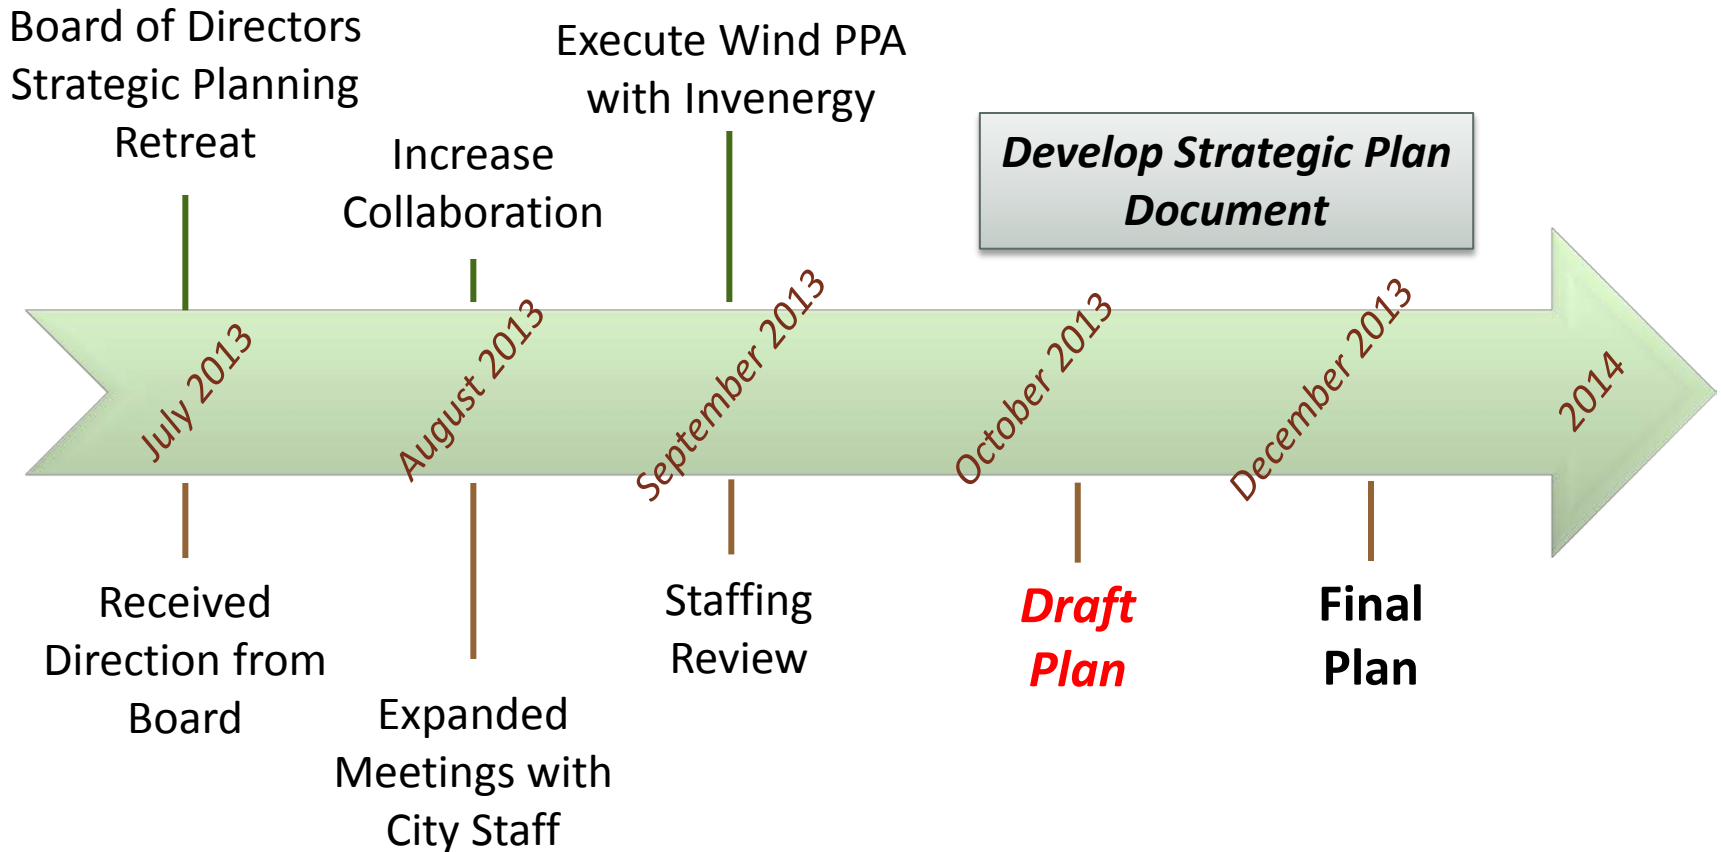 Board of Directors
Strategic Planning
Retreat
Increase
Collaboration
Execute Wind PPA
with Invenergy
Develop Strategic Plan
Document
July 2013
August 2013
September 2013
October 2013
December 2013
2014
Received
Direction from
Board
Expanded
Meetings with
City Staff
Staffing
Review
Draft
Plan
Final
Plan